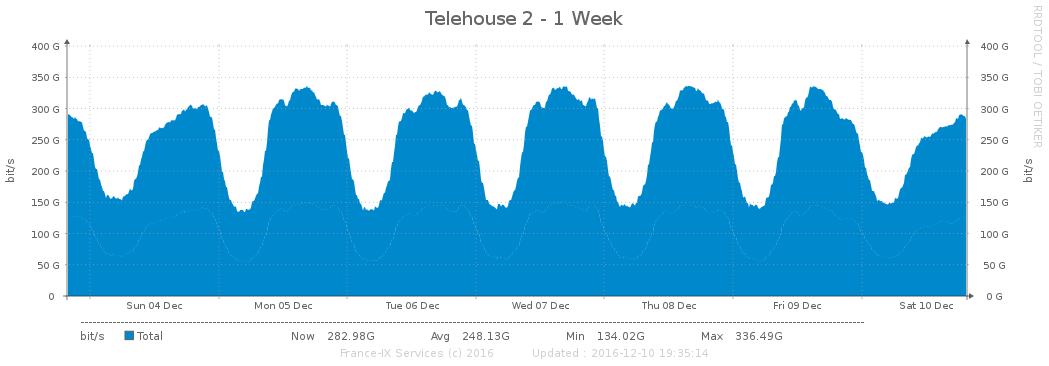 Telehouse 2 - 1 Week
RRDTOOL / TOBI OETIKER
400 G 400 G
350 G 350 G
300 G 300 G
250 G 250 G
200 G 200 G
150 G 150 G
100 G 100 G
50 G 50 G
0 0 G
bit/s bit/s
Sun 04 Dec Mon 05 Dec Tue 06 Dec Wed 07 Dec Thu 08 Dec Fri 09 Dec Sat 10 Dec
bit/s Total Now 282.98G Avg 248.13G Min 134.02G Max 336.49G
France-IX Services (c) 2016 Updated : 2016-12-10 19:35:14